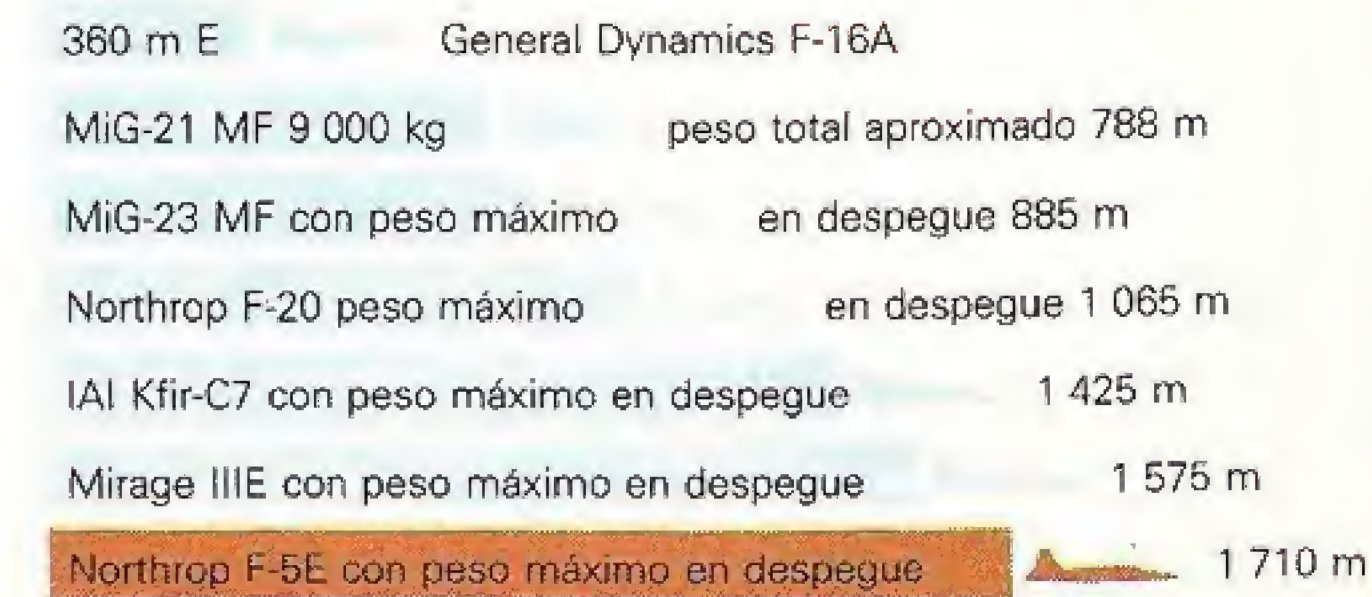 360 m E General Dynamics F-16A
MiG-21 MF 9 000 kg peso total aproximado 788 m
MiG-23 MF con peso máximo en despegue 885 m
Northrop F-20 peso máximo en despegue 1 065 m
IAI Kfir-C7 con peso máximo en despegue 1 425 m
Mirage IIIE con peso máximo en despegue 1 575 m
Northrop F-5E con peso máximo en despegue 1 710 m